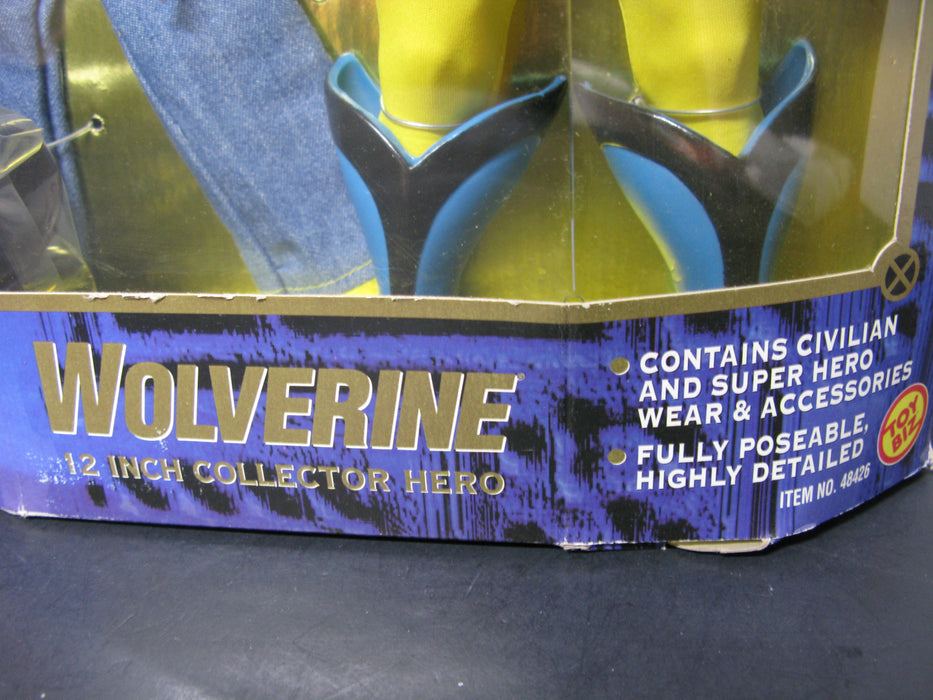 WOLVERINE
12 INCH COLLECTOR HERO
• CONTAINS CIVILIAN
AND SUPER HERO
WEAR & ACCESSORIES
• FULLY POSEABLE,
HIGHLY DETAILED
ITEM NO. 48426
TOY
BIZ
X